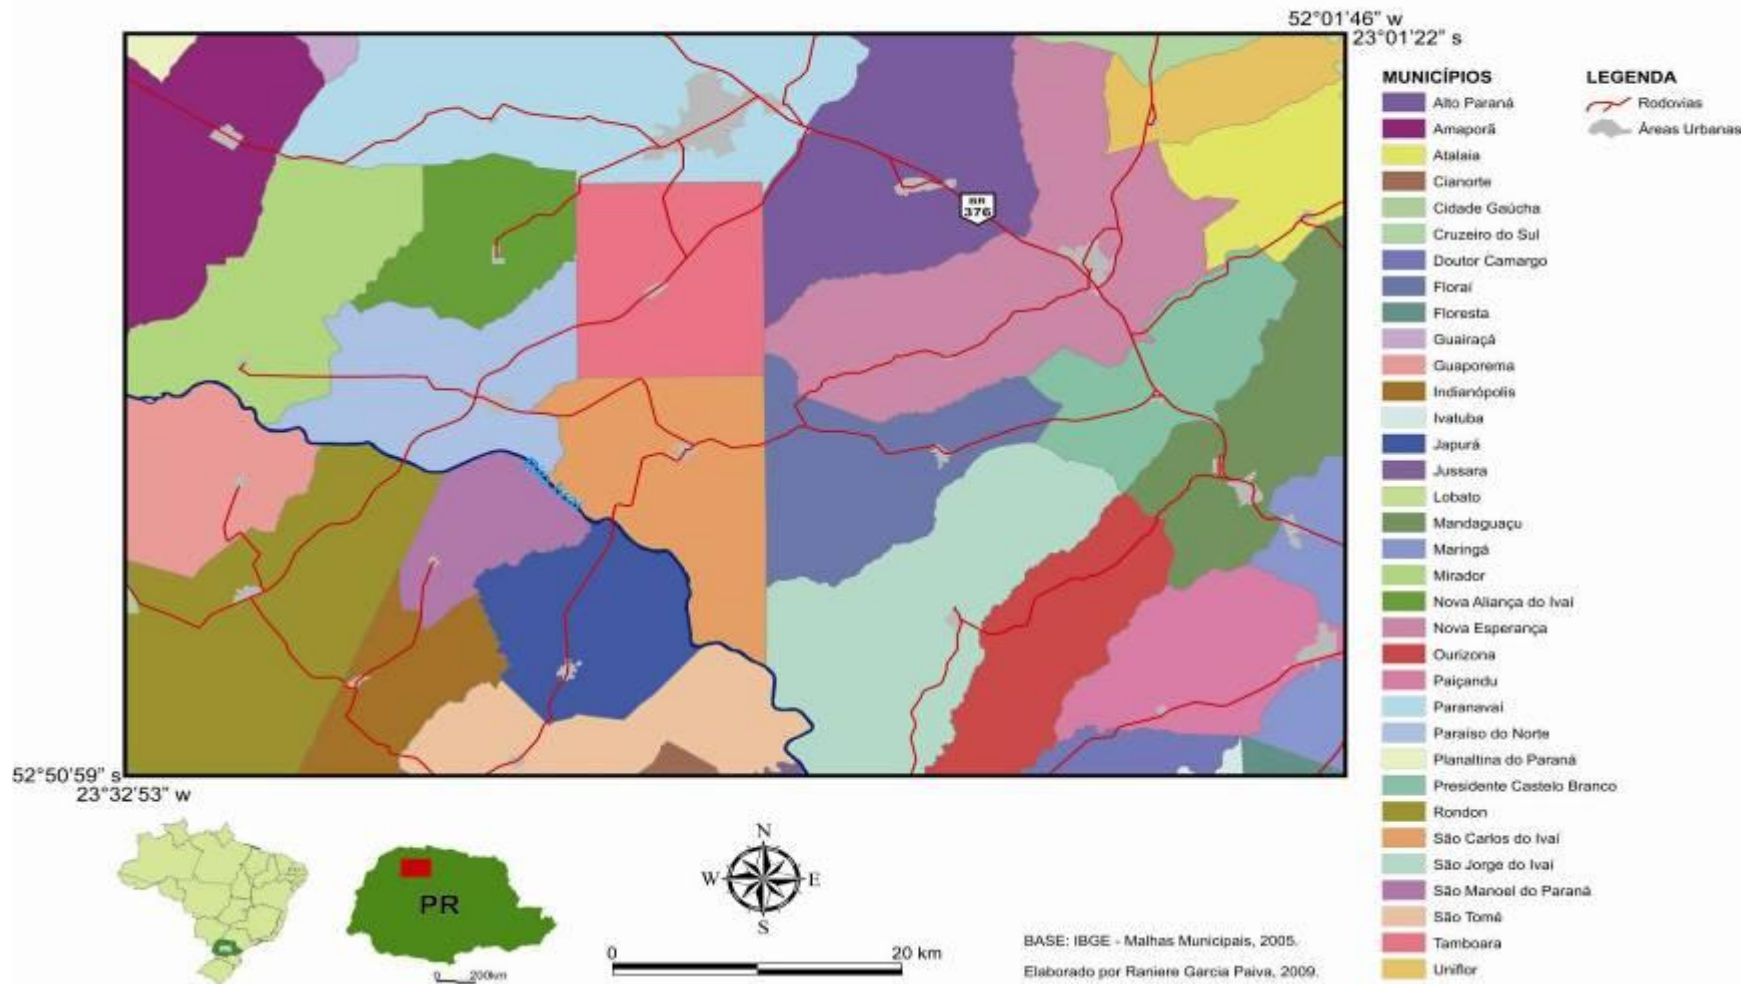 52°01'46" w
23°01'22" s
MUNICÍPIOS
LEGENDA
Alto Paraná
Rodovias
Amaporã
Áreas Urbanas
Atalaia
Cianorte
Cidade Gaúcha
Cruzeiro do Sul
Doutor Camargo
BR
376
Floraí
Floresta
Guairaçá
Guaporema
Indianópolis
Ivatuba
Japurá
Jussara
Lobato
Mandaguaçu
Maringá
Mirador
Nova Aliança do Ivaí
Nova Esperança
Ourizona
Paiçandu
Paranavaí
Paraíso do Norte
Planaltina do Paraná
Presidente Castelo Branco
Rondon
São Carlos do Ivaí
São Jorge do Ivaí
São Manoel do Paraná
São Tomé
Tamboara
Uniflor
52°50'59" s
23°32'53" w
PR
0 200km
N
W E
S
0 20 km
BASE: IBGE - Malhas Municipais, 2005.
Elaborado por Raniere Garcia Paiva, 2009.